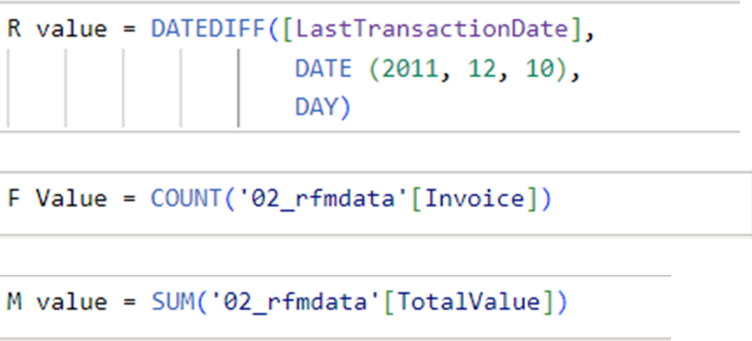 R value = DATEDIFF([LastTransactionDate],
DATE (2011, 12, 10),
DAY)
F Value = COUNT('02_rfmdata'[Invoice])
M value = SUM('02_rfmdata'[TotalValue])